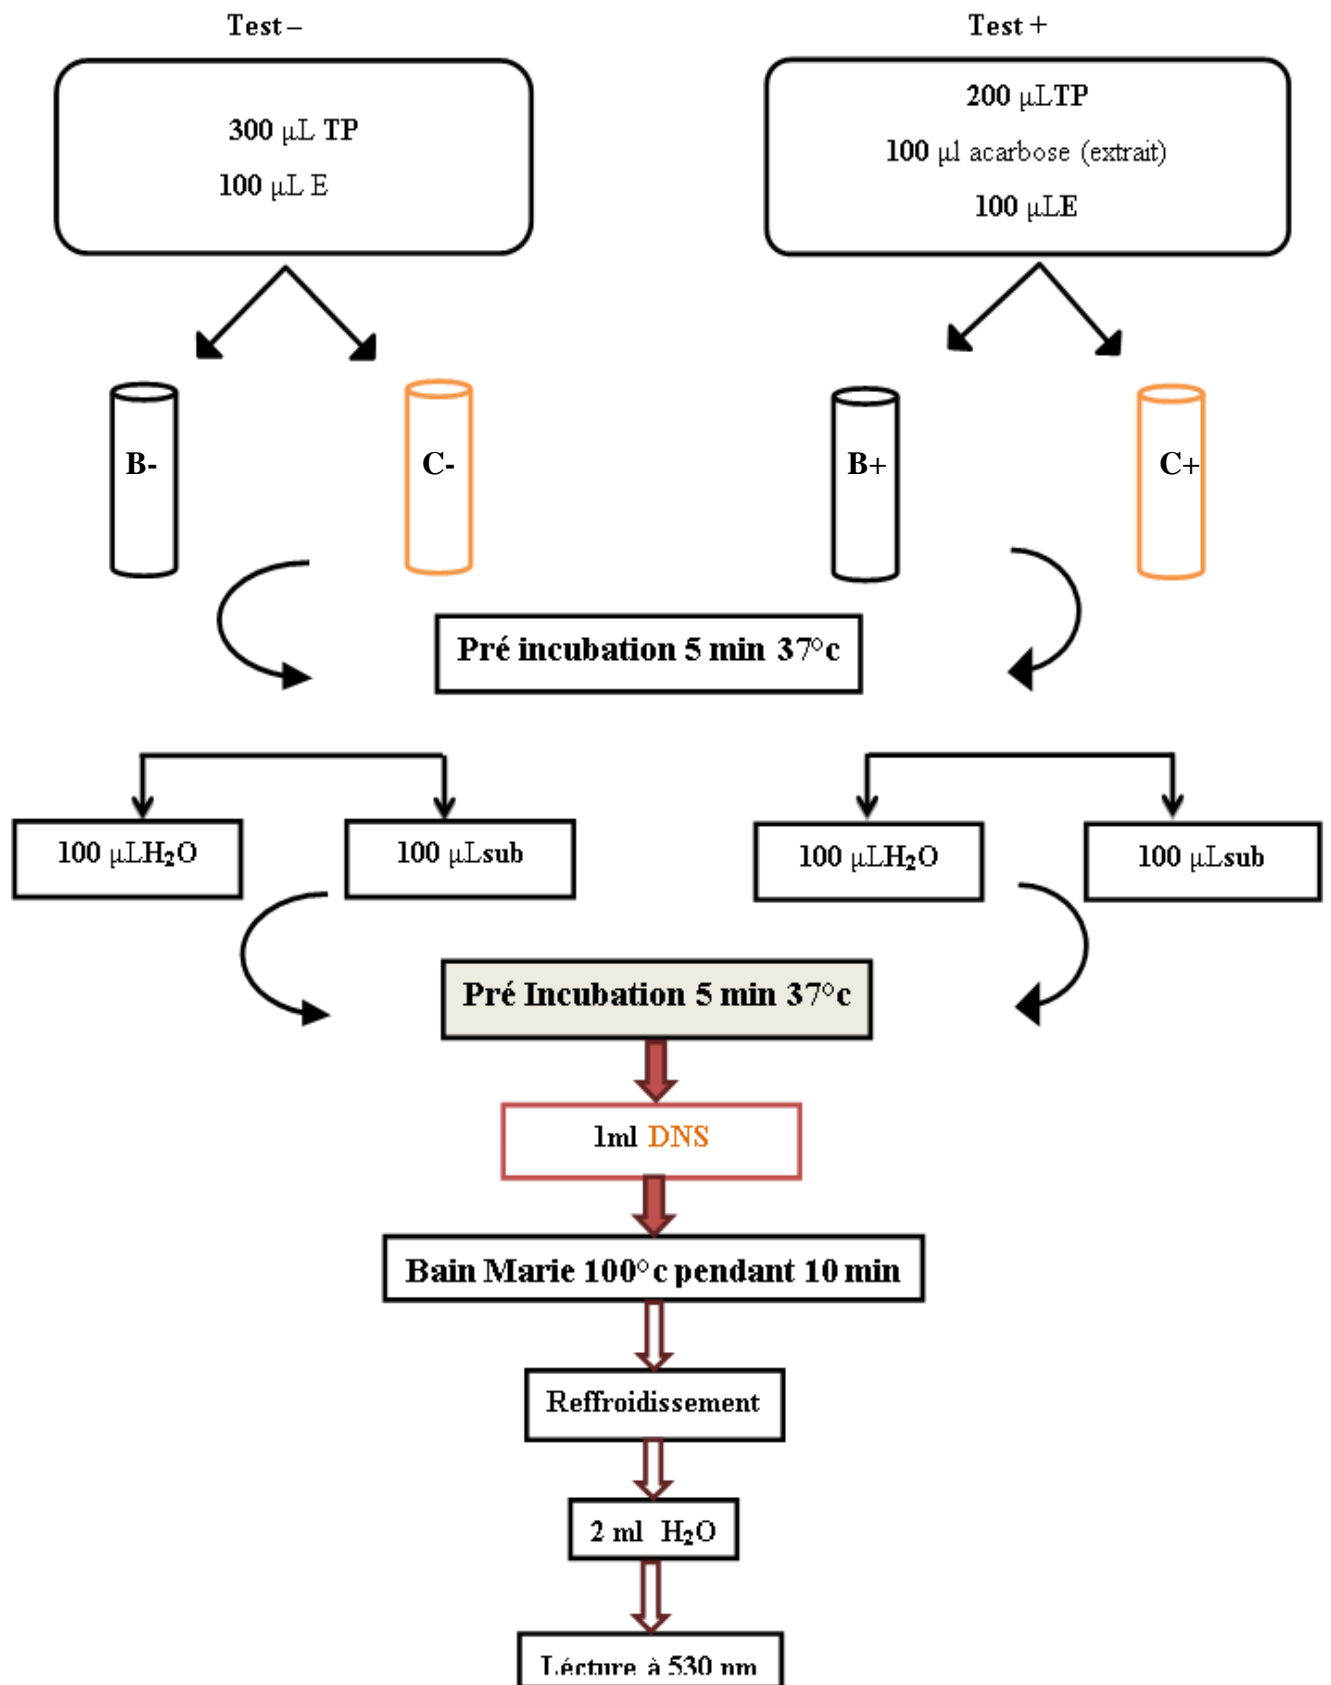 Test –
Test +
300 µL TP
100 µL E
200 µLTP
100 µl acarbose (extrait)
100 µLE
B-
C-
B+
C+
Pré incubation 5 min 37°c
100 µLH₂O
100 µLsub
100 µLH₂O
100 µLsub
Pré Incubation 5 min 37°c
1ml DNS
Bain Marie 100°c pendant 10 min
Reffroidissement
2 ml H₂O
Lécture à 530 nm